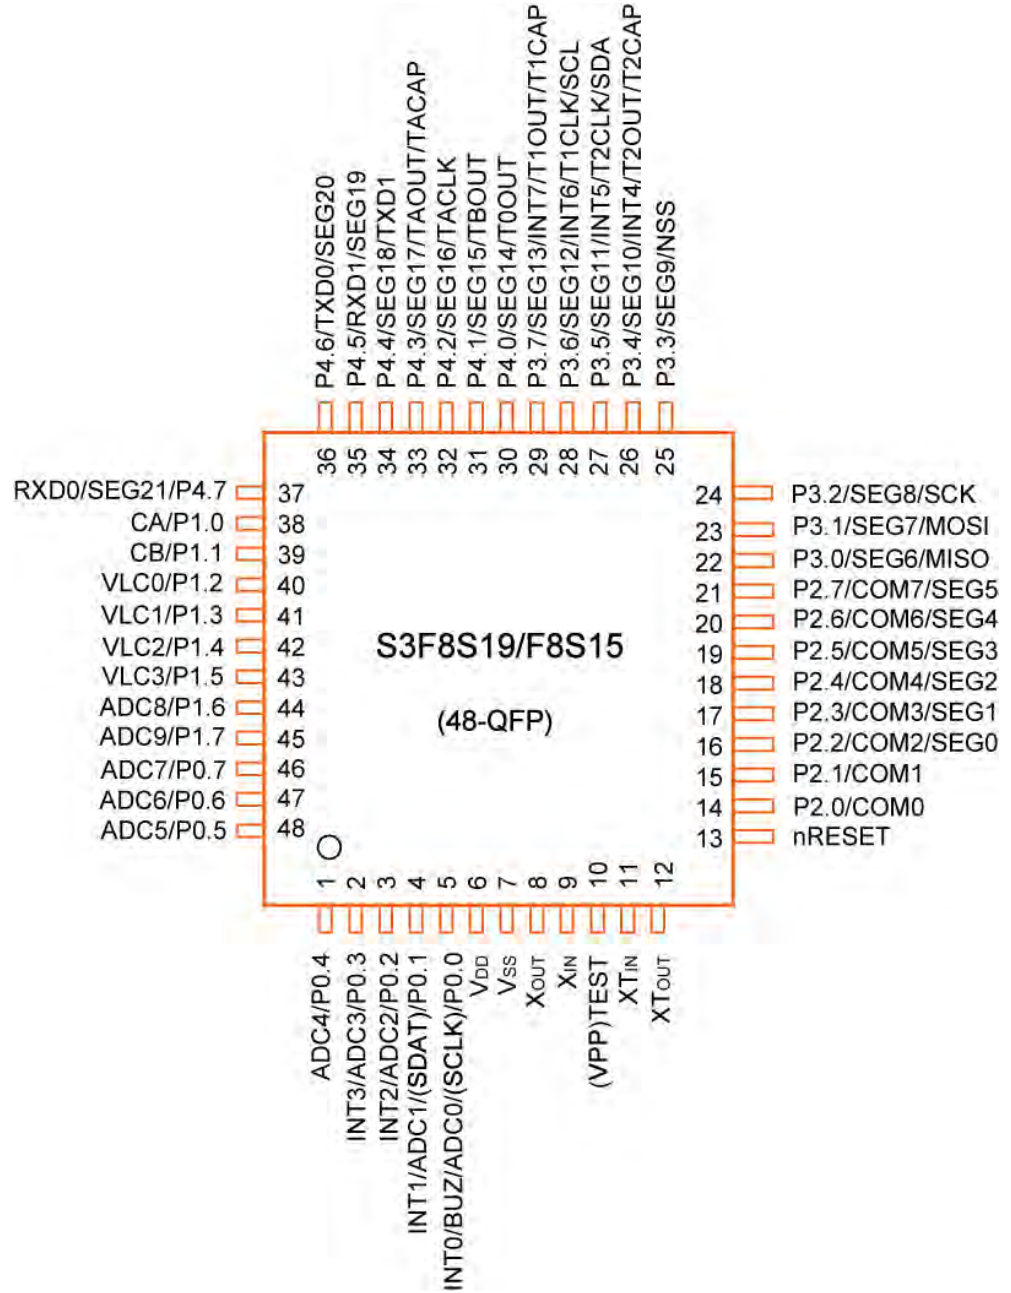 P4.6/TXD0/SEG20
P4.5/RXD1/SEG19
P4.4/SEG18/TXD1
P4.3/SEG17/TAOUT/TACAP
P4.2/SEG16/TACLK
P4.1/SEG15/TBOUT
P4.0/SEG14/T0OUT
P3.7/SEG13/INT7/T1OUT/T1CAP
P3.6/SEG12/INT6/T1CLK/SCL
P3.5/SEG11/INT5/T2CLK/SDA
P3.4/SEG10/INT4/T2OUT/T2CAP
P3.3/SEG9/NSS
36
35
34
33
32
31
30
29
28
27
26
25
RXD0/SEG21/P4.7 37
CA/P1.0 38
CB/P1.1 39
VLC0/P1.2 40
VLC1/P1.3 41
VLC2/P1.4 42
VLC3/P1.5 43
ADC8/P1.6 44
ADC9/P1.7 45
ADC7/P0.7 46
ADC6/P0.6 47
ADC5/P0.5 48
S3F8S19/F8S15
(48-QFP)
24 P3.2/SEG8/SCK
23 P3.1/SEG7/MOSI
22 P3.0/SEG6/MISO
21 P2.7/COM7/SEG5
20 P2.6/COM6/SEG4
19 P2.5/COM5/SEG3
18 P2.4/COM4/SEG2
17 P2.3/COM3/SEG1
16 P2.2/COM2/SEG0
15 P2.1/COM1
14 P2.0/COM0
13 nRESET
1
2
3
4
5
6
7
8
9
10
11
12
ADC4/P0.4
INT3/ADC3/P0.3
INT2/ADC2/P0.2
INT1/ADC1/(SDAT)/P0.1
INT0/BUZ/ADC0/(SCLK)/P0.0
VDD
VSS
XOUT
XIN
(VPP)TEST
XTIN
XTOUT